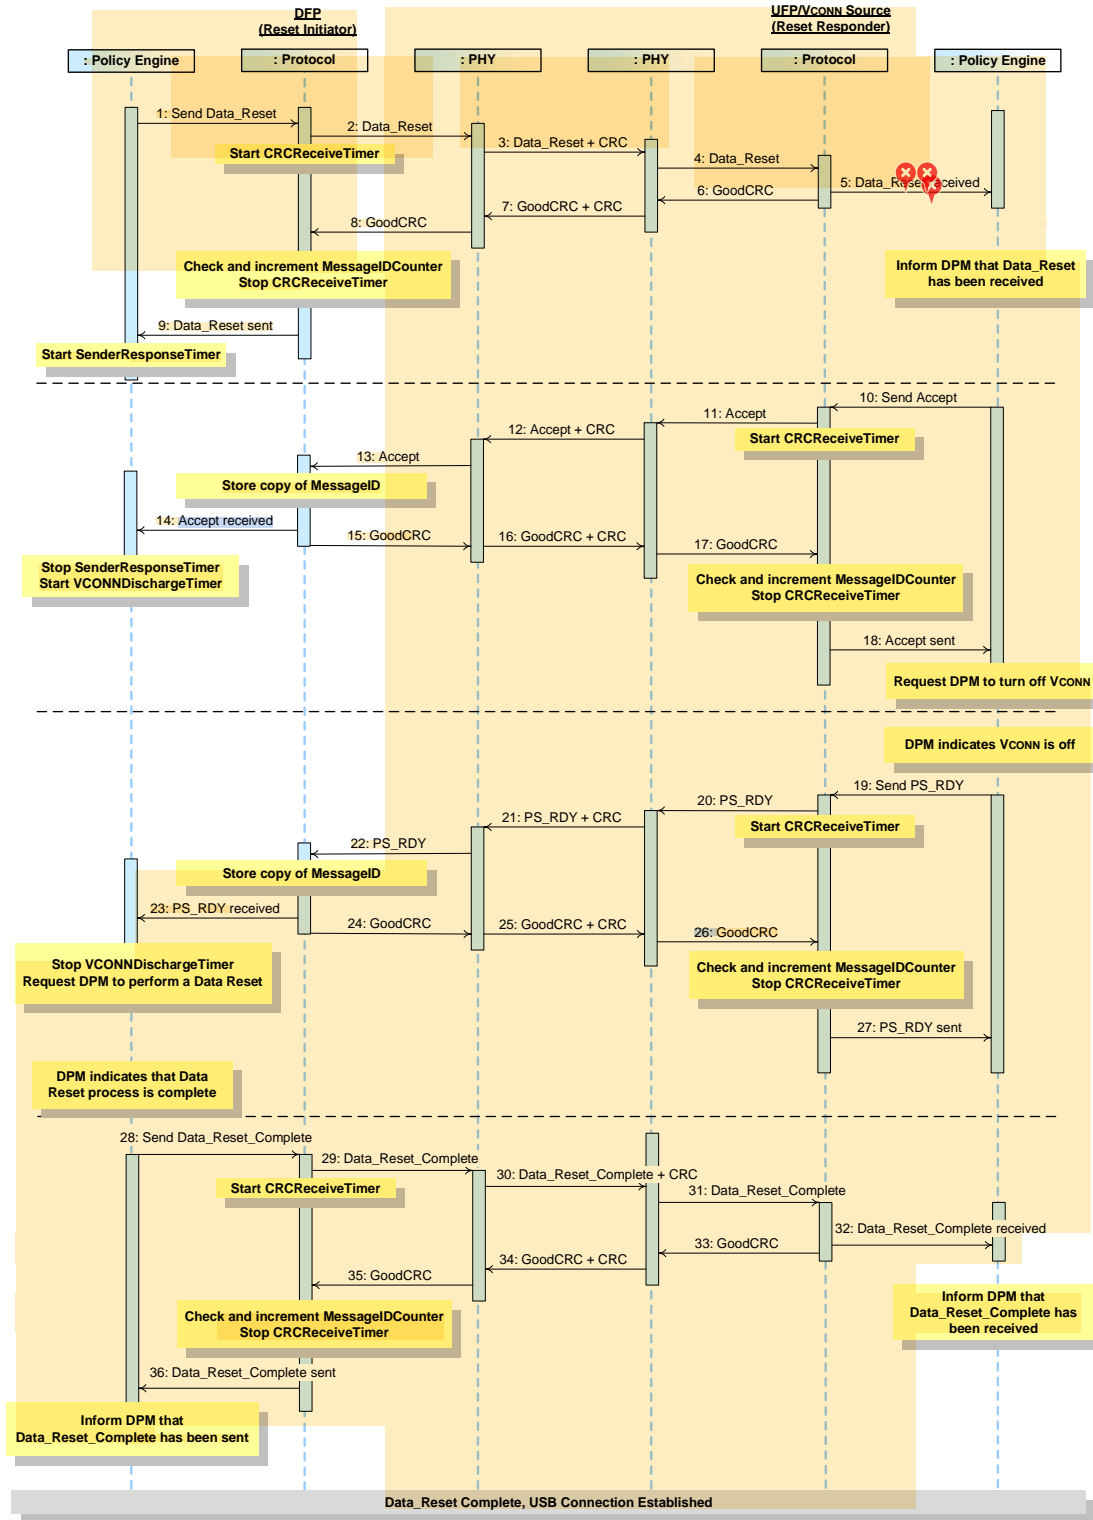 DFP
(Reset Initiator)
UFP/VCONN Source
(Reset Responder)
: Policy Engine
: Protocol
: PHY
: PHY
: Protocol
: Policy Engine
1: Send Data_Reset
2: Data_Reset
Start CRCReceiveTimer
3: Data_Reset + CRC
4: Data_Reset
5: Data_Reset received
6: GoodCRC
7: GoodCRC + CRC
8: GoodCRC
Check and increment MessageIDCounter
Stop CRCReceiveTimer
Inform DPM that Data_Reset
has been received
9: Data_Reset sent
Start SenderResponseTimer
10: Send Accept
11: Accept
Start CRCReceiveTimer
12: Accept + CRC
13: Accept
Store copy of MessageID
14: Accept received
15: GoodCRC
16: GoodCRC + CRC
17: GoodCRC
Stop SenderResponseTimer
Start VCONNDischargeTimer
Check and increment MessageIDCounter
Stop CRCReceiveTimer
18: Accept sent
Request DPM to turn off VCONN
DPM indicates VCONN is off
19: Send PS_RDY
20: PS_RDY
Start CRCReceiveTimer
21: PS_RDY + CRC
22: PS_RDY
Store copy of MessageID
23: PS_RDY received
24: GoodCRC
25: GoodCRC + CRC
26: GoodCRC
Stop VCONNDischargeTimer
Request DPM to perform a Data Reset
Check and increment MessageIDCounter
Stop CRCReceiveTimer
27: PS_RDY sent
DPM indicates that Data
Reset process is complete
28: Send Data_Reset_Complete
29: Data_Reset_Complete
Start CRCReceiveTimer
30: Data_Reset_Complete + CRC
31: Data_Reset_Complete
32: Data_Reset_Complete received
33: GoodCRC
34: GoodCRC + CRC
35: GoodCRC
Check and increment MessageIDCounter
Stop CRCReceiveTimer
Inform DPM that
Data_Reset_Complete has
been received
36: Data_Reset_Complete sent
Inform DPM that
Data_Reset_Complete has been sent
Data_Reset Complete, USB Connection Established